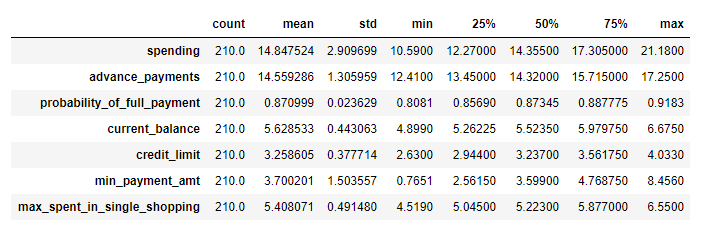 count mean std min 25% 50% 75% max
spending 210.0 14.847524 2.909699 10.5900 12.27000 14.35500 17.305000 21.1800
advance_payments 210.0 14.559286 1.305959 12.4100 13.45000 14.32000 15.715000 17.2500
probability_of_full_payment 210.0 0.870999 0.023629 0.8081 0.85690 0.87345 0.887775 0.9183
current_balance 210.0 5.628533 0.443063 4.8990 5.26225 5.52350 5.979750 6.6750
credit_limit 210.0 3.258605 0.377714 2.6300 2.94400 3.23700 3.561750 4.0330
min_payment_amt 210.0 3.700201 1.503557 0.7651 2.56150 3.59900 4.768750 8.4560
max_spent_in_single_shopping 210.0 5.408071 0.491480 4.5190 5.04500 5.22300 5.877000 6.5500